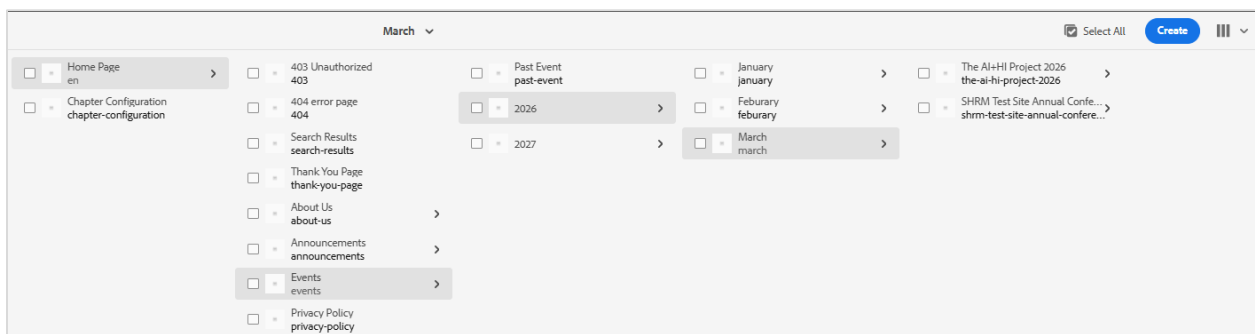 March
Select All
Create
Home Page
en
Chapter Configuration
chapter-configuration
403 Unauthorized
403
404 error page
404
Search Results
search-results
Thank You Page
thank-you-page
About Us
about-us
Announcements
announcements
Events
events
Privacy Policy
privacy-policy
Past Event
past-event
2026
2027
January
january
Feburary
feburary
March
march
The AI+HI Project 2026
the-ai-hi-project-2026
SHRM Test Site Annual Confe...
shrm-test-site-annual-confere...